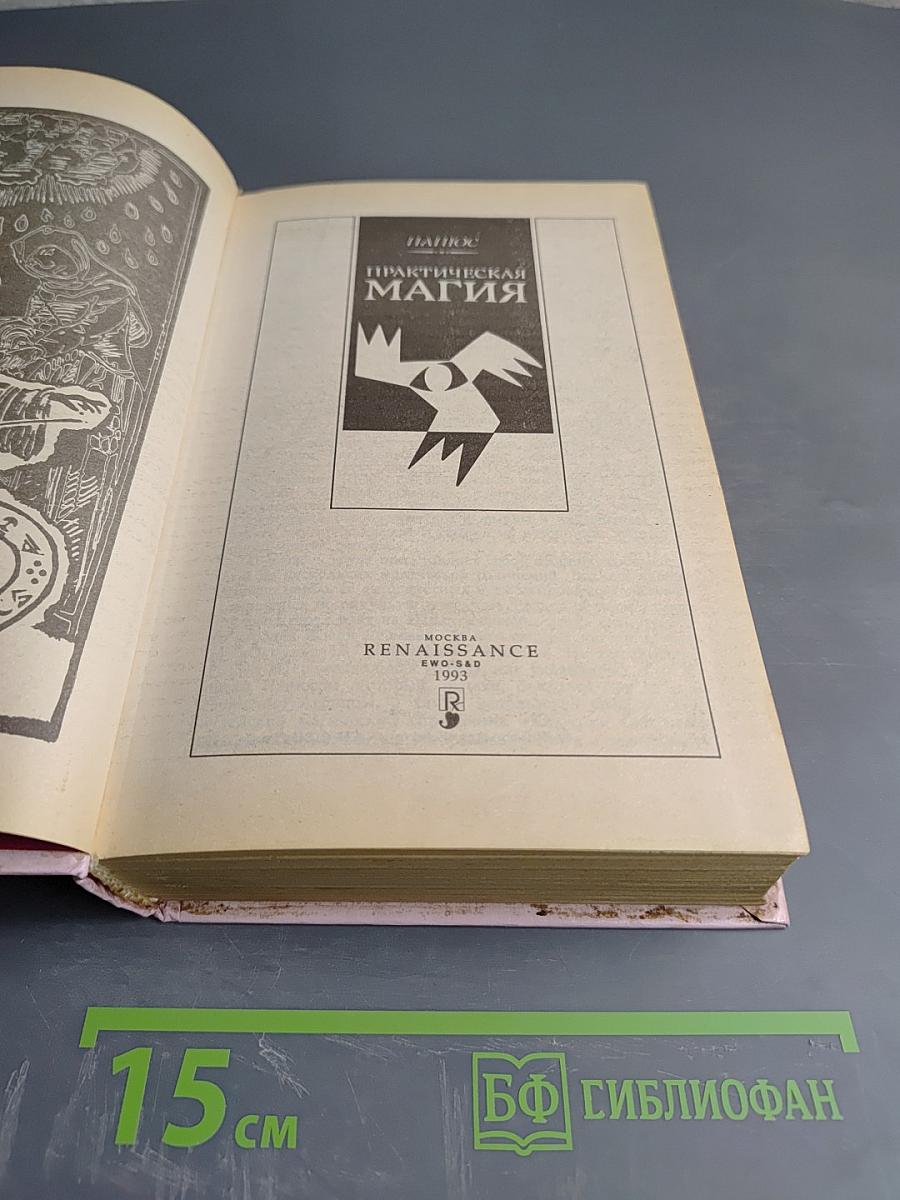 ПАПЮС
ПРАКТИЧЕСКАЯ
МАГИЯ
МОСКВА
RENAISSANCE
EWO-S&D
1993
R
15 см
БФ БИБЛИОФАН